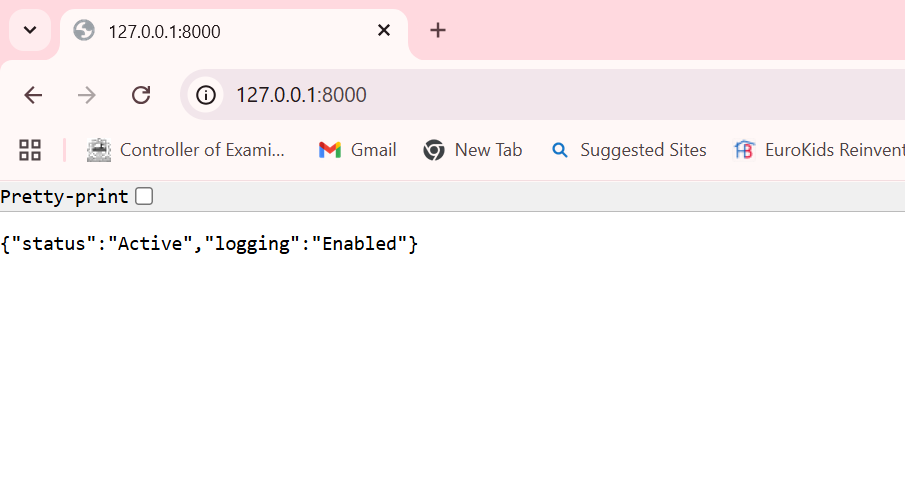 127.0.0.1:8000
127.0.0.1:8000
Controller of Exami... Gmail New Tab Suggested Sites EuroKids Reinvent
Pretty-print
{"status":"Active","logging":"Enabled"}